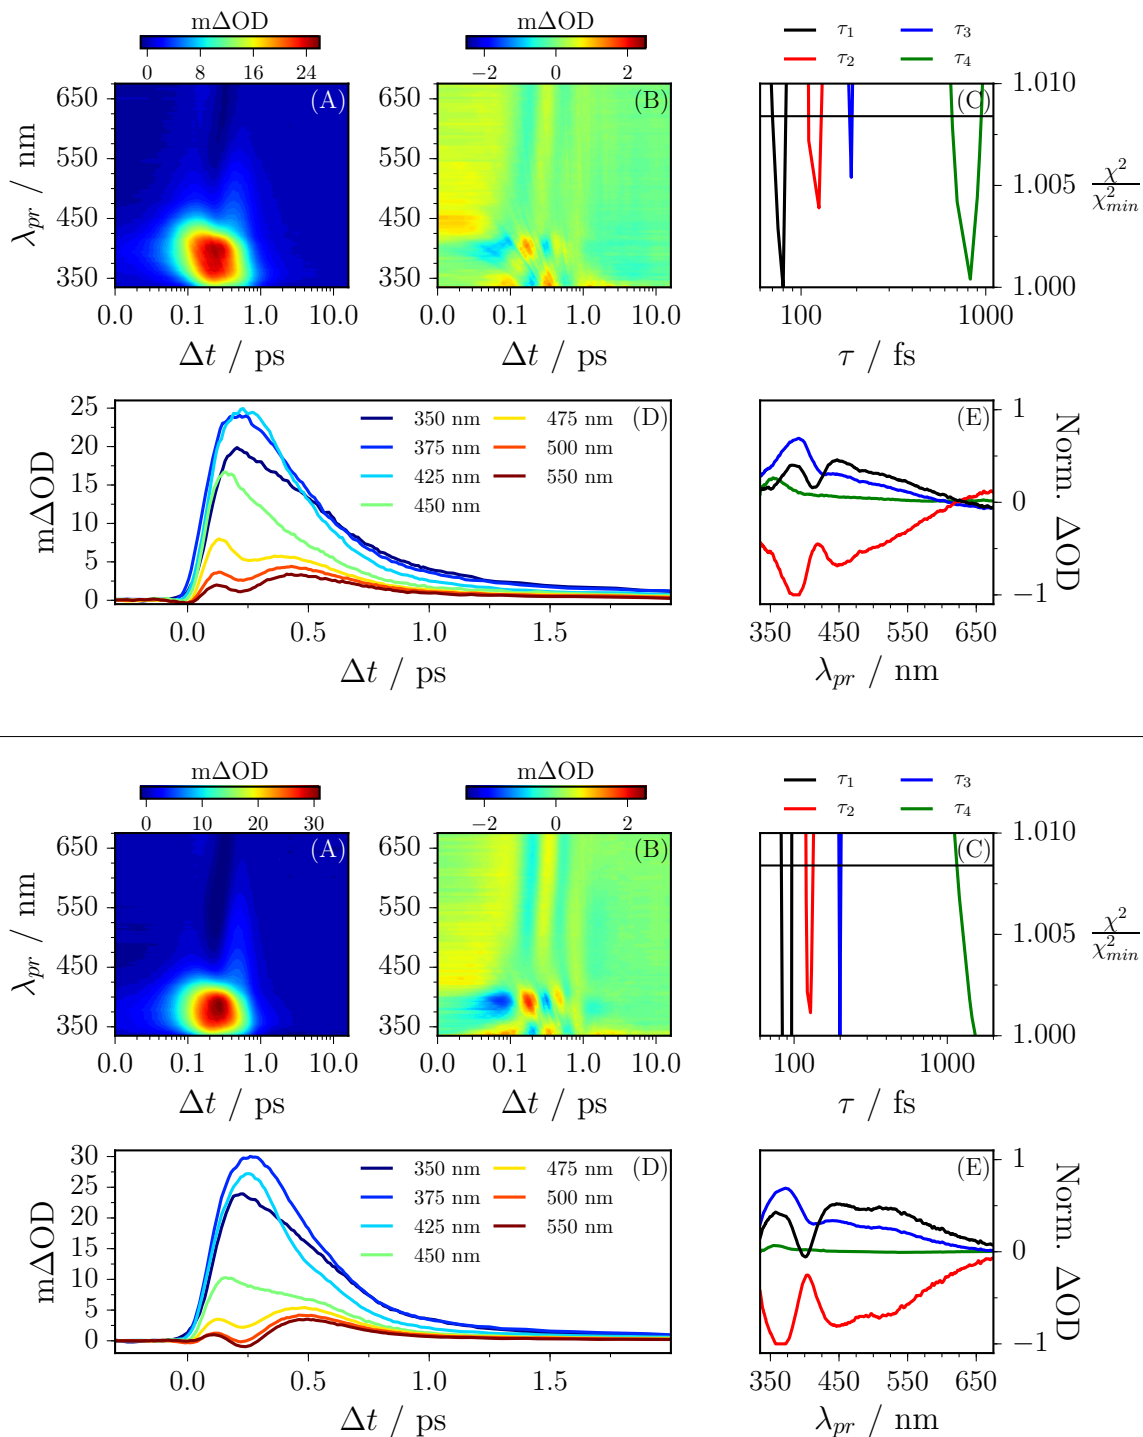 mΔOD
0 8 16 24
(A)
650
550
450
350
λpr / nm
0.0 0.1 1.0 10.0
Δt / ps
mΔOD
−2 0 2
(B)
650
550
450
350
0.0 0.1 1.0 10.0
Δt / ps
τ1 τ3
τ2 τ4
(C)
1.010
1.005
1.000
χ2
χ2min
100 1000
τ / fs
25
20
15
10
5
0
mΔOD
350 nm 475 nm
375 nm 500 nm
425 nm 550 nm
450 nm
(D)
0.0 0.5 1.0 1.5
Δt / ps
(E)
1
0
−1
Norm. ΔOD
350 450 550 650
λpr / nm
mΔOD
0 10 20 30
(A)
650
550
450
350
λpr / nm
0.0 0.1 1.0 10.0
Δt / ps
mΔOD
−2 0 2
(B)
650
550
450
350
0.0 0.1 1.0 10.0
Δt / ps
τ1 τ3
τ2 τ4
(C)
1.010
1.005
1.000
χ2
χ2min
100 1000
τ / fs
30
25
20
15
10
5
0
mΔOD
350 nm 475 nm
375 nm 500 nm
425 nm 550 nm
450 nm
(D)
0.0 0.5 1.0 1.5
Δt / ps
(E)
1
0
−1
Norm. ΔOD
350 450 550 650
λpr / nm